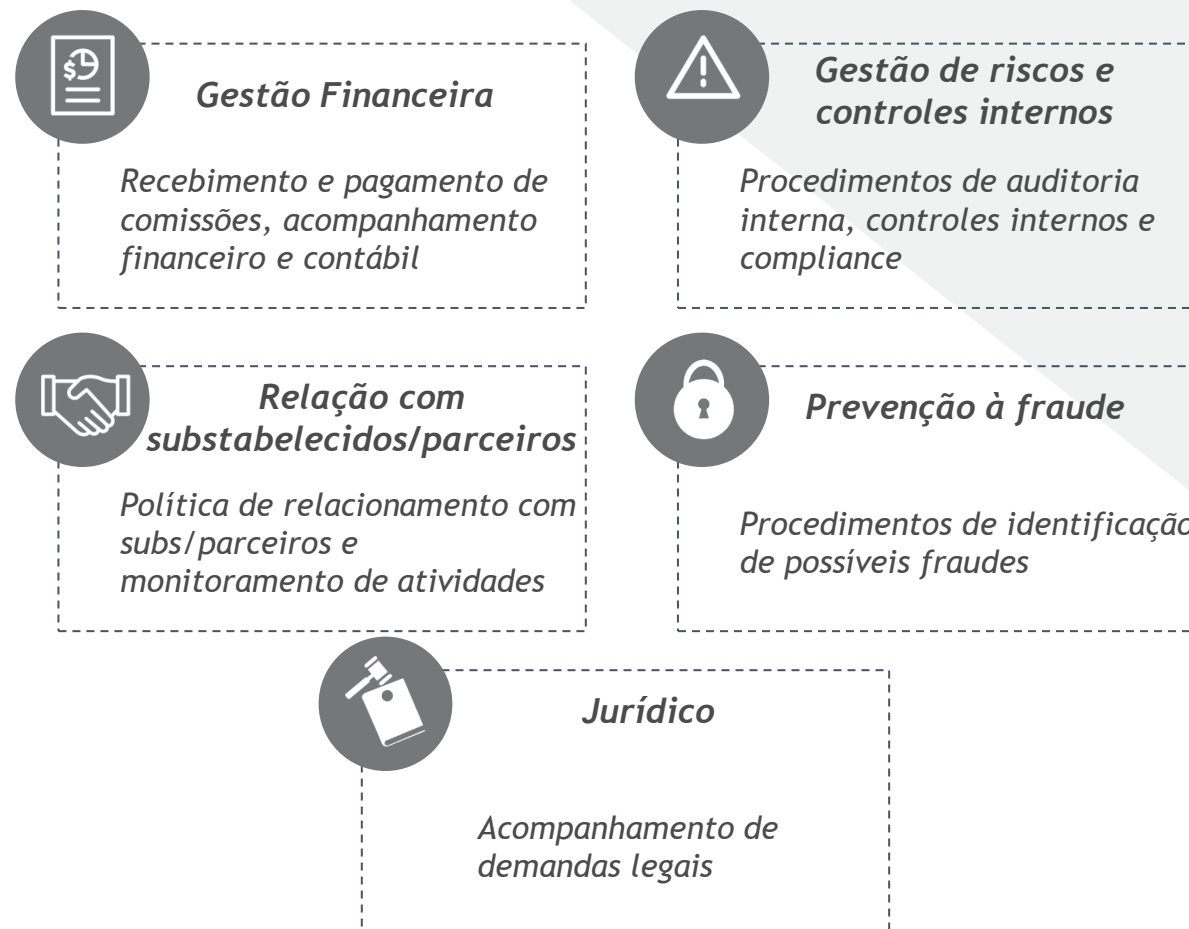 $
Gestão Financeira
Recebimento e pagamento de
comissões, acompanhamento
financeiro e contábil
Gestão de riscos e
controles internos
Procedimentos de auditoria
interna, controles internos e
compliance
Relação com
substabelecidos/parceiros
Política de relacionamento com
subs/parceiros e
monitoramento de atividades
Prevenção à fraude
Procedimentos de identificação
de possíveis fraudes
Jurídico
Acompanhamento de
demandas legais